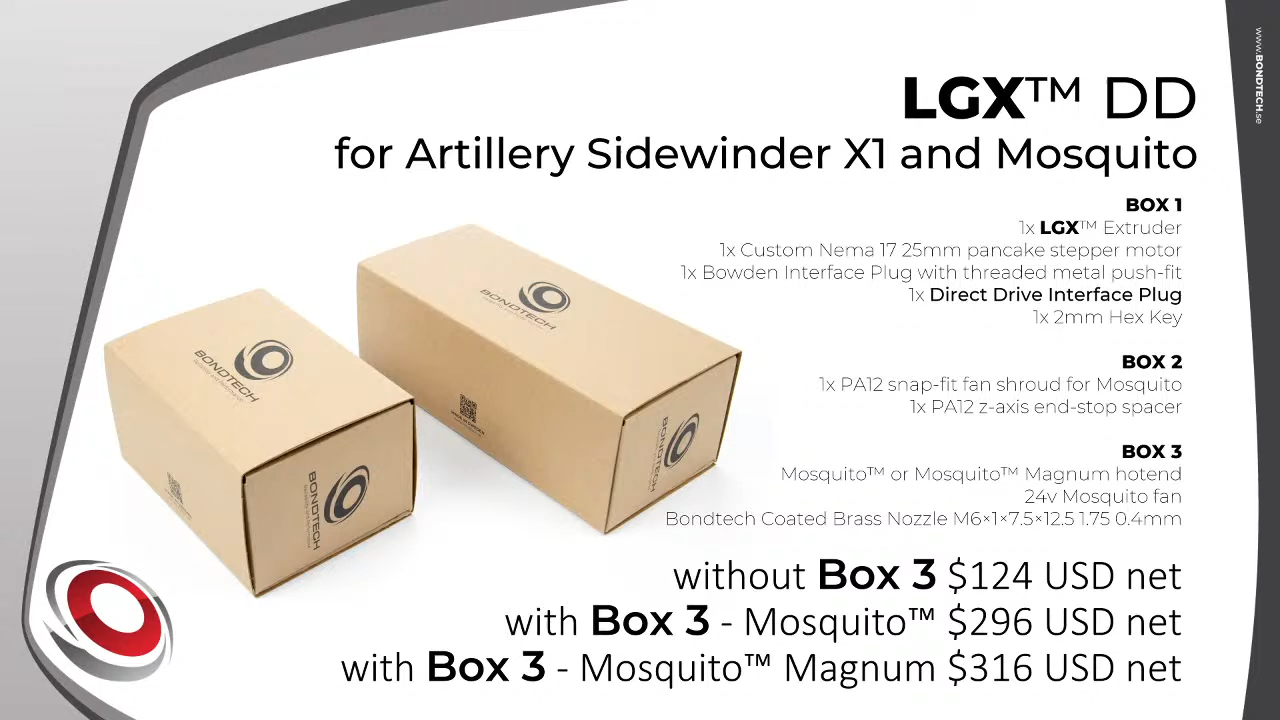 www.BONDTECH.se
LGX™ DD
for Artillery Sidewinder X1 and Mosquito
BOX 1
1x LGX™ Extruder
1x Custom Nema 17 25mm pancake stepper motor
1x Bowden Interface Plug with threaded metal push-fit
1x Direct Drive Interface Plug
1x 2mm Hex Key
BOX 2
1x PA12 snap-fit fan shroud for Mosquito
1x PA12 z-axis end-stop spacer
BOX 3
Mosquito™ or Mosquito™ Magnum hotend
24v Mosquito fan
Bondtech Coated Brass Nozzle M6×1×7.5×12.5 1.75 0.4mm
without Box 3 $124 USD net
with Box 3 - Mosquito™ $296 USD net
with Box 3 - Mosquito™ Magnum $316 USD net
BONDTECH
BONDTECH
BONDTECH
BONDTECH